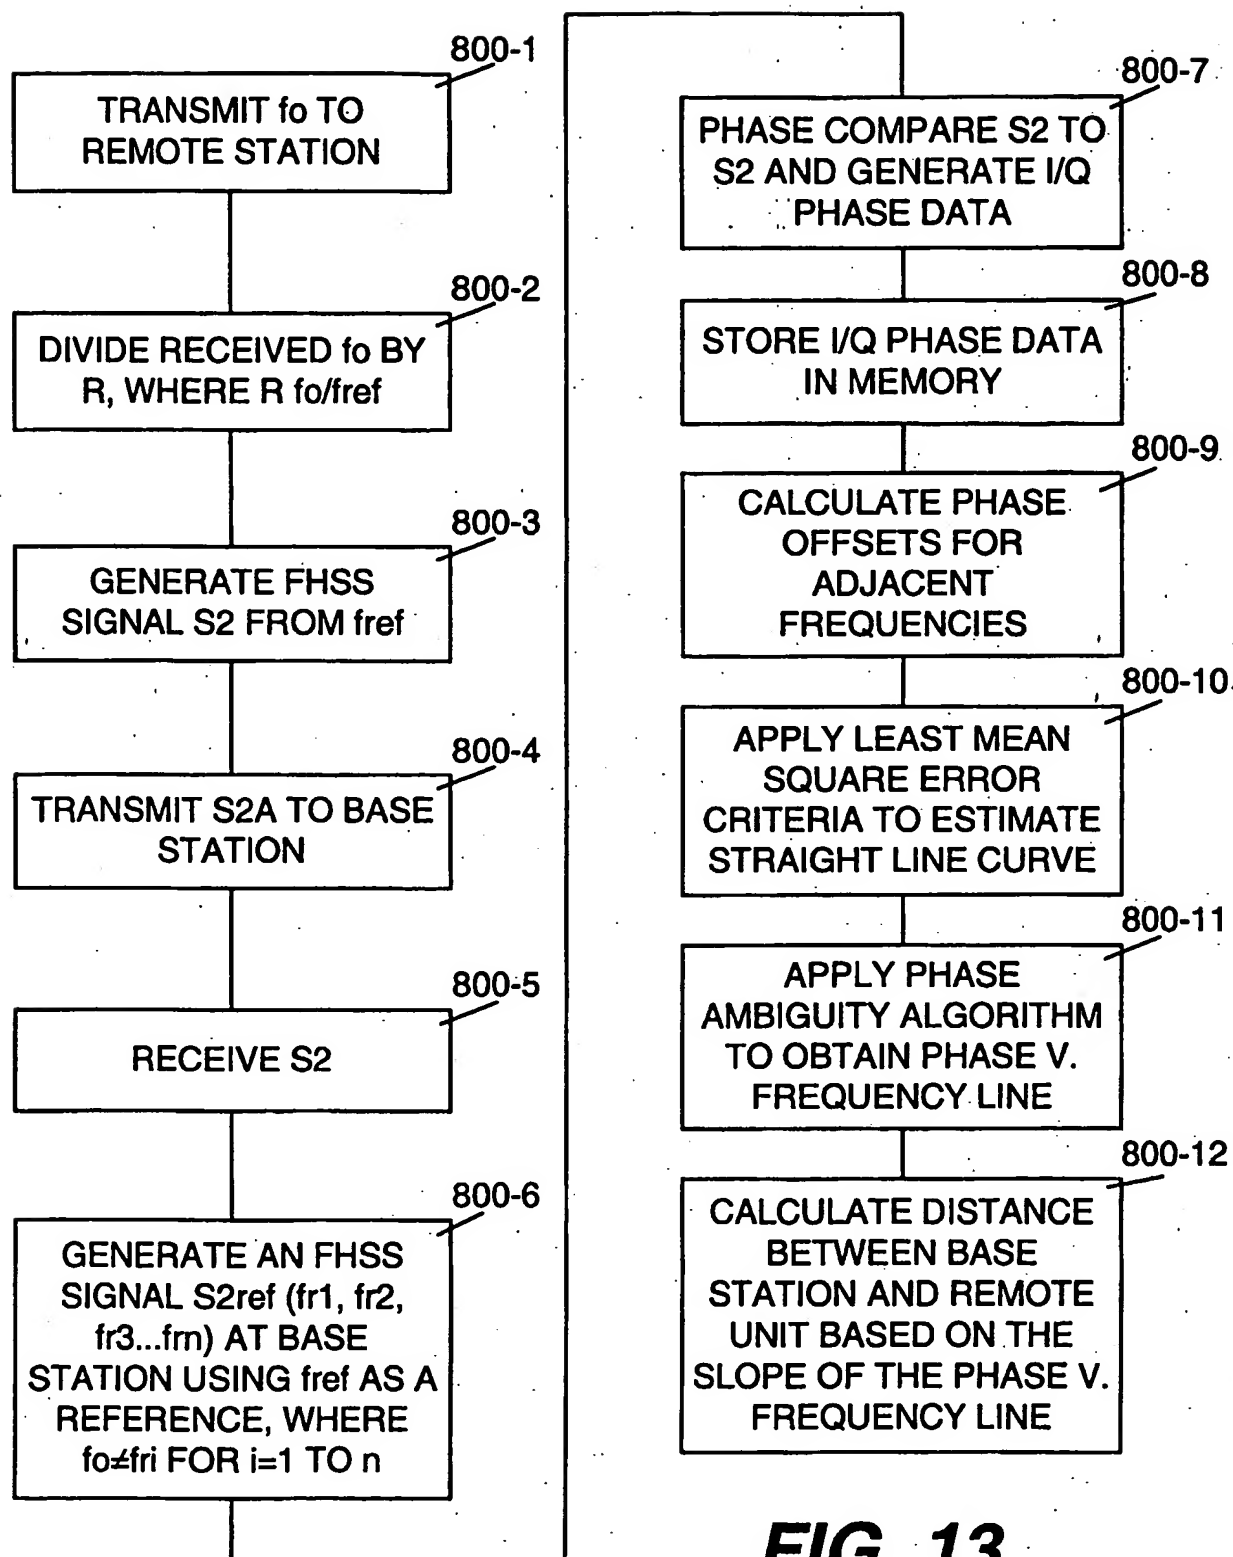 800-1
TRANSMIT fo TO
REMOTE STATION
800-2
DIVIDE RECEIVED fo BY
R, WHERE R fo/fref
800-3
GENERATE FHSS
SIGNAL S2 FROM fref
800-4
TRANSMIT S2A TO BASE
STATION
800-5
RECEIVE S2
800-6
GENERATE AN FHSS
SIGNAL S2ref (fr1, fr2,
fr3...frn) AT BASE
STATION USING fref AS A
REFERENCE, WHERE
fo≠fri FOR i=1 TO n
800-7
PHASE COMPARE S2 TO
S2 AND GENERATE I/Q
PHASE DATA
800-8
STORE I/Q PHASE DATA
IN MEMORY
800-9
CALCULATE PHASE
OFFSETS FOR
ADJACENT
FREQUENCIES
800-10
APPLY LEAST MEAN
SQUARE ERROR
CRITERIA TO ESTIMATE
STRAIGHT LINE CURVE
800-11
APPLY PHASE
AMBIGUITY ALGORITHM
TO OBTAIN PHASE V.
FREQUENCY LINE
800-12
CALCULATE DISTANCE
BETWEEN BASE
STATION AND REMOTE
UNIT BASED ON THE
SLOPE OF THE PHASE V.
FREQUENCY LINE
FIG. 13